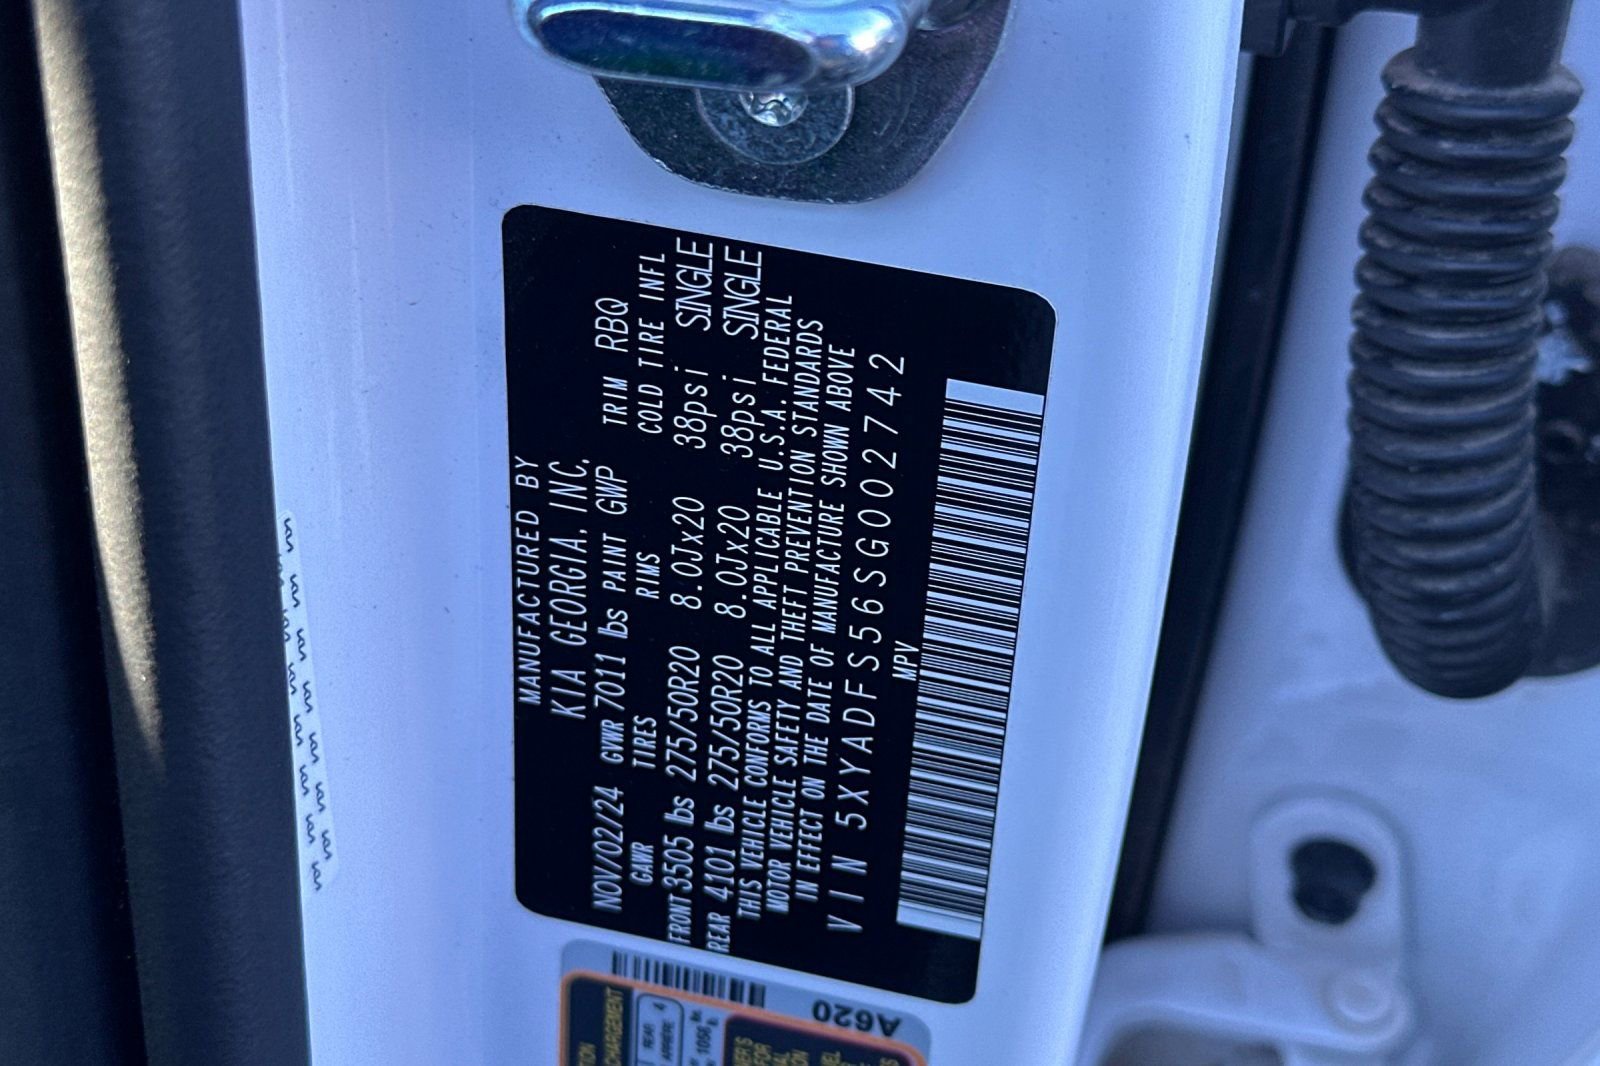 MANUFACTURED BY
KIA GEORGIA, INC.
NOV/02/24 GVWR 7011 lbs PAINT GWP TRIM RBQ
GAWR TIRES RIMS COLD TIRE INFL
FRONT 3505 lbs 275/50R20 8.0Jx20 38psi SINGLE
REAR 4101 lbs 275/50R20 8.0Jx20 38psi SINGLE
THIS VEHICLE CONFORMS TO ALL APPLICABLE U.S.A. FEDERAL
MOTOR VEHICLE SAFETY AND THEFT PREVENTION STANDARDS
IN EFFECT ON THE DATE OF MANUFACTURE SHOWN ABOVE
VIN 5XYADFS56SG002742
MPV
A620
REAR 4
ARRIERE